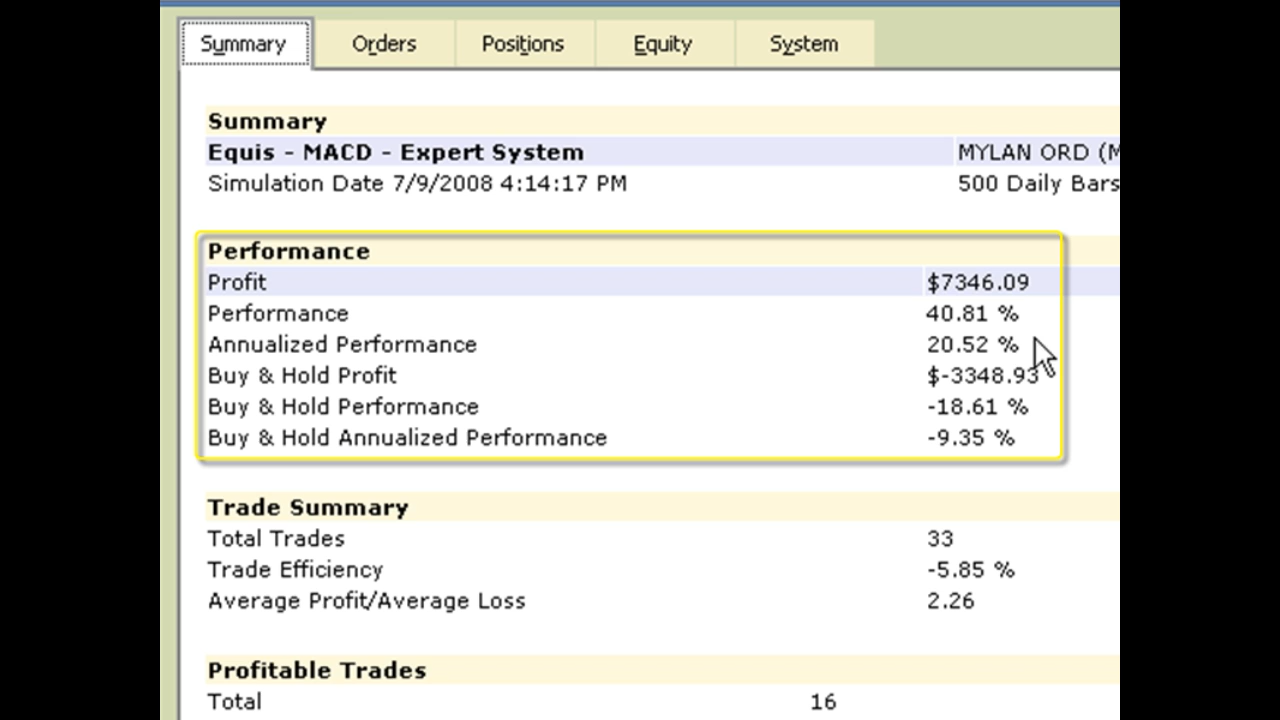 Summary Orders Positions Equity System
Summary
Equis - MACD - Expert System MYLAN ORD (M
Simulation Date 7/9/2008 4:14:17 PM 500 Daily Bars
Performance
Profit $7346.09
Performance 40.81 %
Annualized Performance 20.52 %
Buy & Hold Profit $-3348.93
Buy & Hold Performance -18.61 %
Buy & Hold Annualized Performance -9.35 %
Trade Summary
Total Trades 33
Trade Efficiency -5.85 %
Average Profit/Average Loss 2.26
Profitable Trades
Total 16